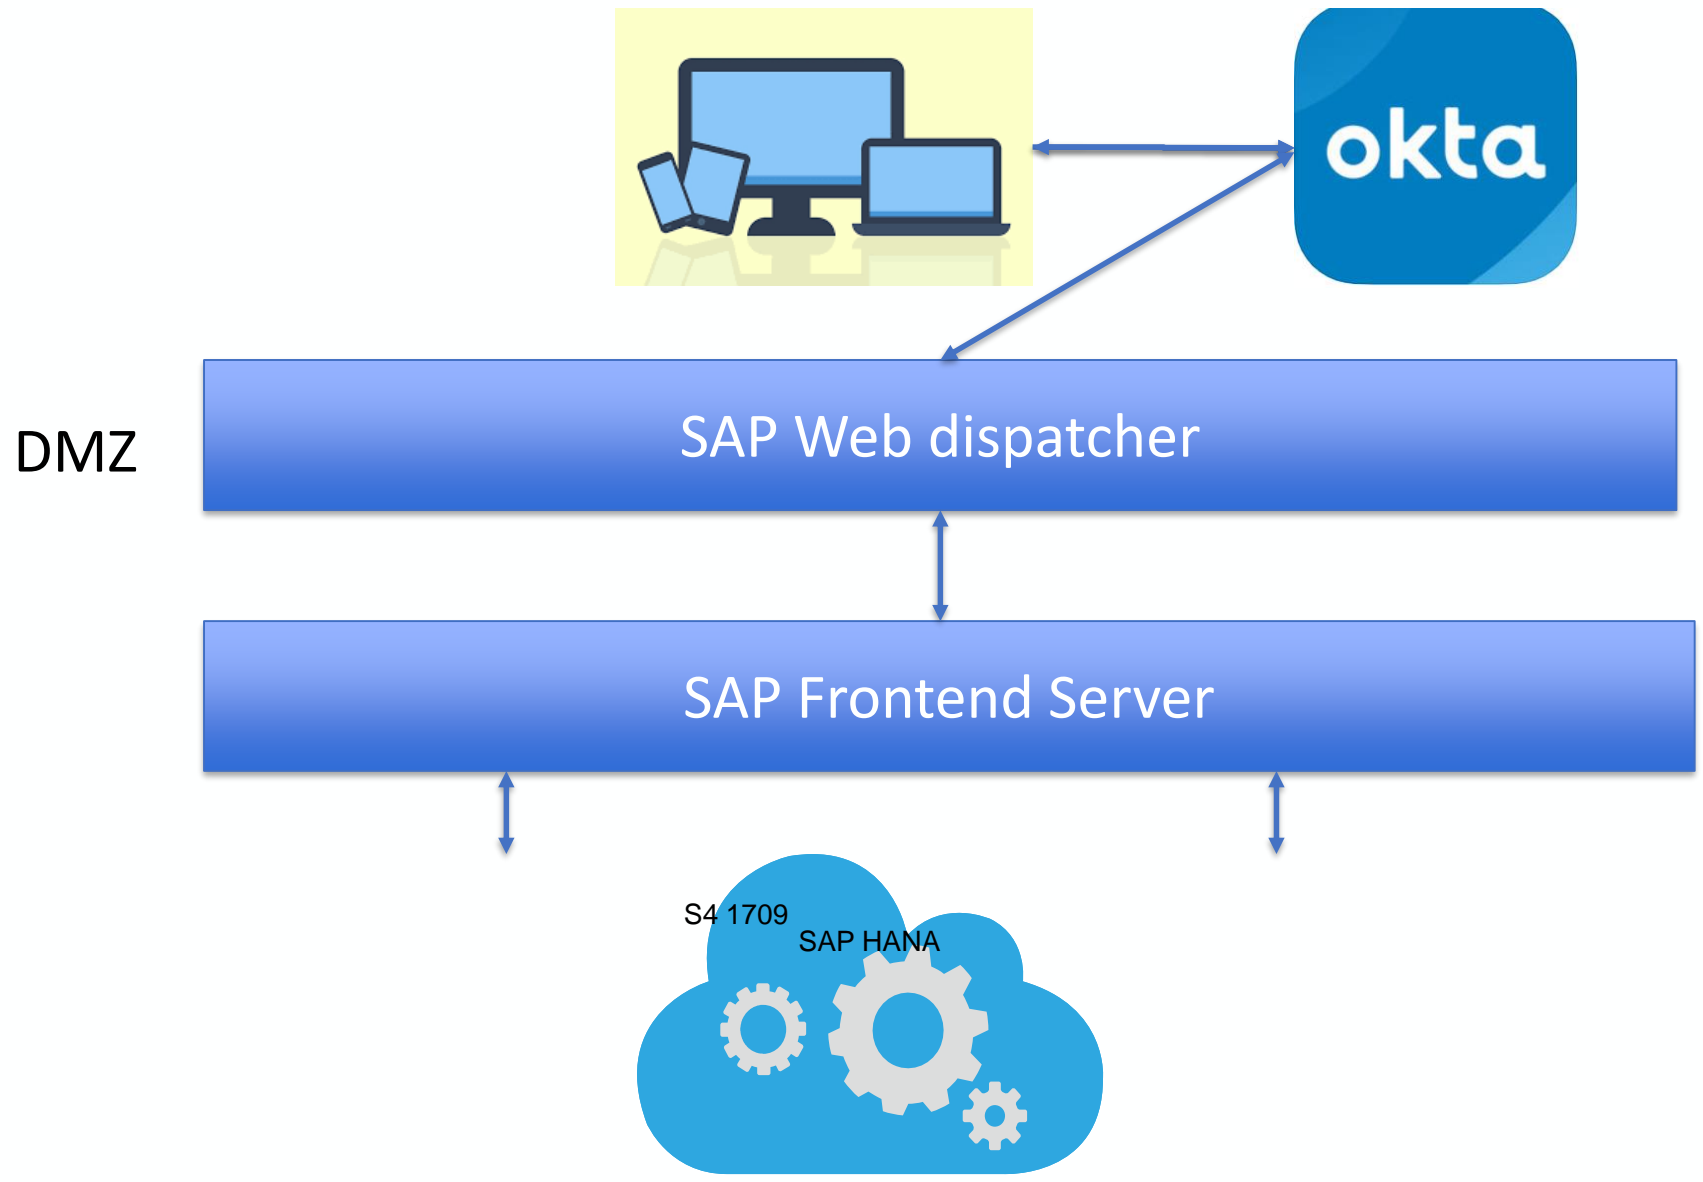 okta
DMZ
SAP Web dispatcher
SAP Frontend Server
S4 1709
SAP HANA